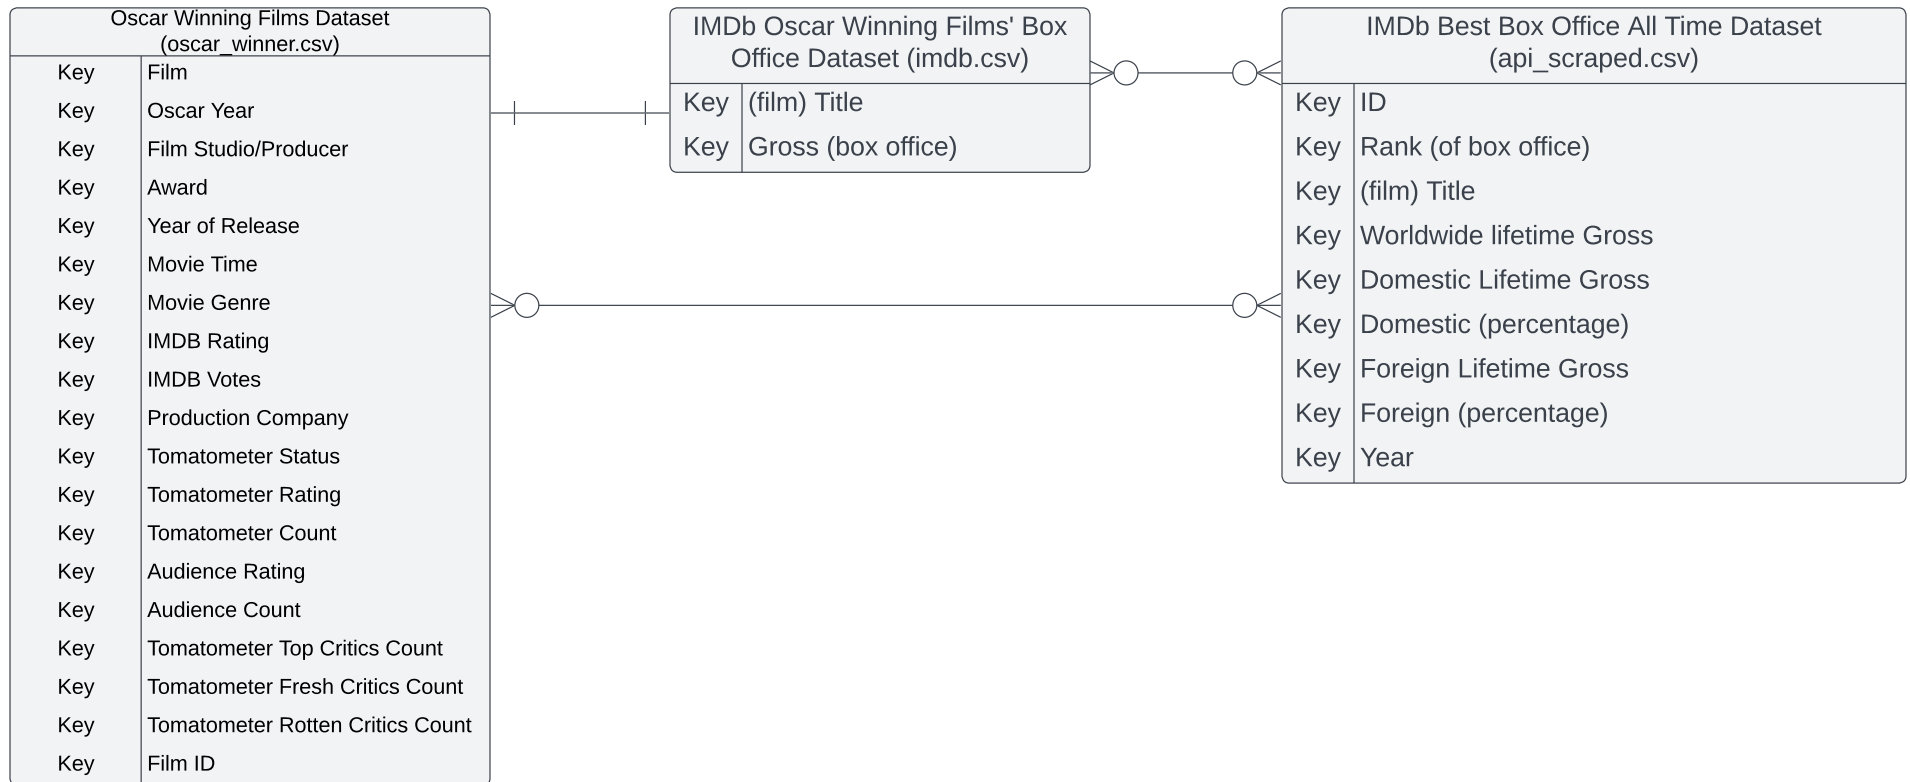 Oscar Winning Films Dataset
(oscar_winner.csv)
Key Film
Key Oscar Year
Key Film Studio/Producer
Key Award
Key Year of Release
Key Movie Time
Key Movie Genre
Key IMDB Rating
Key IMDB Votes
Key Production Company
Key Tomatometer Status
Key Tomatometer Rating
Key Tomatometer Count
Key Audience Rating
Key Audience Count
Key Tomatometer Top Critics Count
Key Tomatometer Fresh Critics Count
Key Tomatometer Rotten Critics Count
Key Film ID
IMDb Oscar Winning Films' Box
Office Dataset (imdb.csv)
Key (film) Title
Key Gross (box office)
IMDb Best Box Office All Time Dataset
(api_scraped.csv)
Key ID
Key Rank (of box office)
Key (film) Title
Key Worldwide lifetime Gross
Key Domestic Lifetime Gross
Key Domestic (percentage)
Key Foreign Lifetime Gross
Key Foreign (percentage)
Key Year